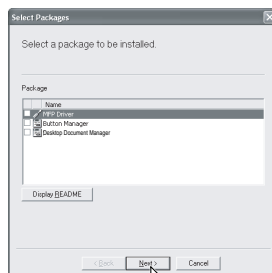 Select Packages
Select a package to be installed.
Package
Name
MFP Driver
Button Manager
Desktop Document Manager
Display README
< Back Next > Cancel